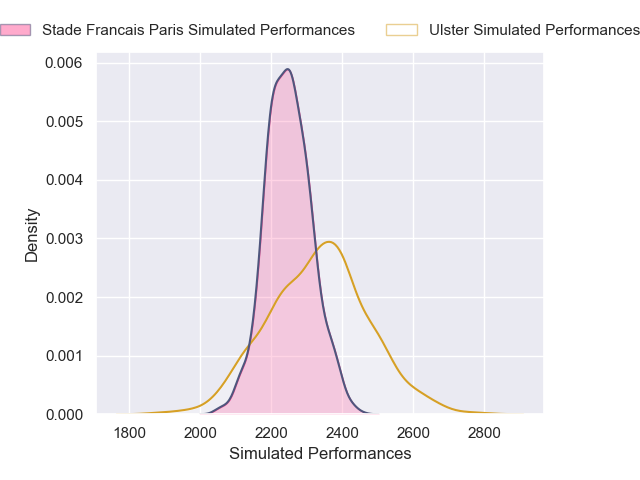 Stade Francais Paris Simulated Performances Ulster Simulated Performances
0.006
0.005
0.004
0.003
0.002
0.001
0.000
Density
1800 2000 2200 2400 2600 2800
Simulated Performances